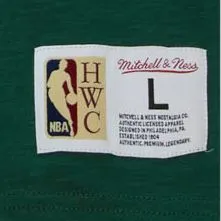 H
W
C
NBA
Mitchell & Ness
L
MITCHELL & NESS NOSTALGIA CO.
AUTHENTIC LICENSED APPAREL
DESIGNED IN PHILADELPHIA, PA.
ESTABLISHED 1904
AUTHENTIC. PREMIUM. LEGENDARY.